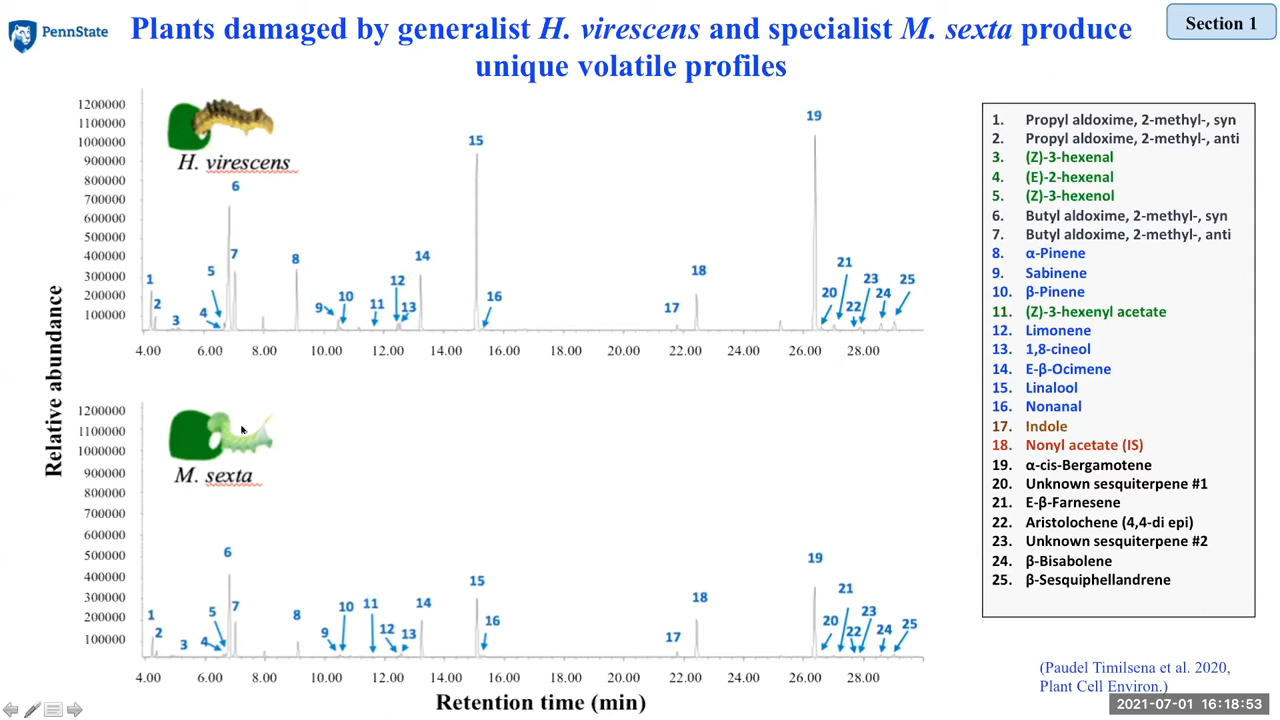 PennState
Plants damaged by generalist H. virescens and specialist M. sexta produce
unique volatile profiles
Section 1
Relative abundance
1200000
1100000
1000000
900000
800000
700000
600000
500000
400000
300000
200000
100000
H. virescens
1
2
3
4
5
6
7
8
9
10
11
12
13
14
15
16
17
18
19
20
21
22
23
24
25
4.00 6.00 8.00 10.00 12.00 14.00 16.00 18.00 20.00 22.00 24.00 26.00 28.00
1200000
1100000
1000000
900000
800000
700000
600000
500000
400000
300000
200000
100000
M. sexta
1
2
3
4
5
6
7
8
9
10
11
12
13
14
15
16
17
18
19
20
21
22
23
24
25
4.00 6.00 8.00 10.00 12.00 14.00 16.00 18.00 20.00 22.00 24.00 26.00 28.00
Retention time (min)
1. Propyl aldoxime, 2-methyl-, syn
2. Propyl aldoxime, 2-methyl-, anti
3. (Z)-3-hexenal
4. (E)-2-hexenal
5. (Z)-3-hexenol
6. Butyl aldoxime, 2-methyl-, syn
7. Butyl aldoxime, 2-methyl-, anti
8. α-Pinene
9. Sabinene
10. β-Pinene
11. (Z)-3-hexenyl acetate
12. Limonene
13. 1,8-cineol
14. E-β-Ocimene
15. Linalool
16. Nonanal
17. Indole
18. Nonyl acetate (IS)
19. α-cis-Bergamotene
20. Unknown sesquiterpene #1
21. E-β-Farnesene
22. Aristolochene (4,4-di epi)
23. Unknown sesquiterpene #2
24. β-Bisabolene
25. β-Sesquiphellandrene
(Paudel Timilsena et al. 2020,
Plant Cell Environ.)
2021-07-01 16:18:53